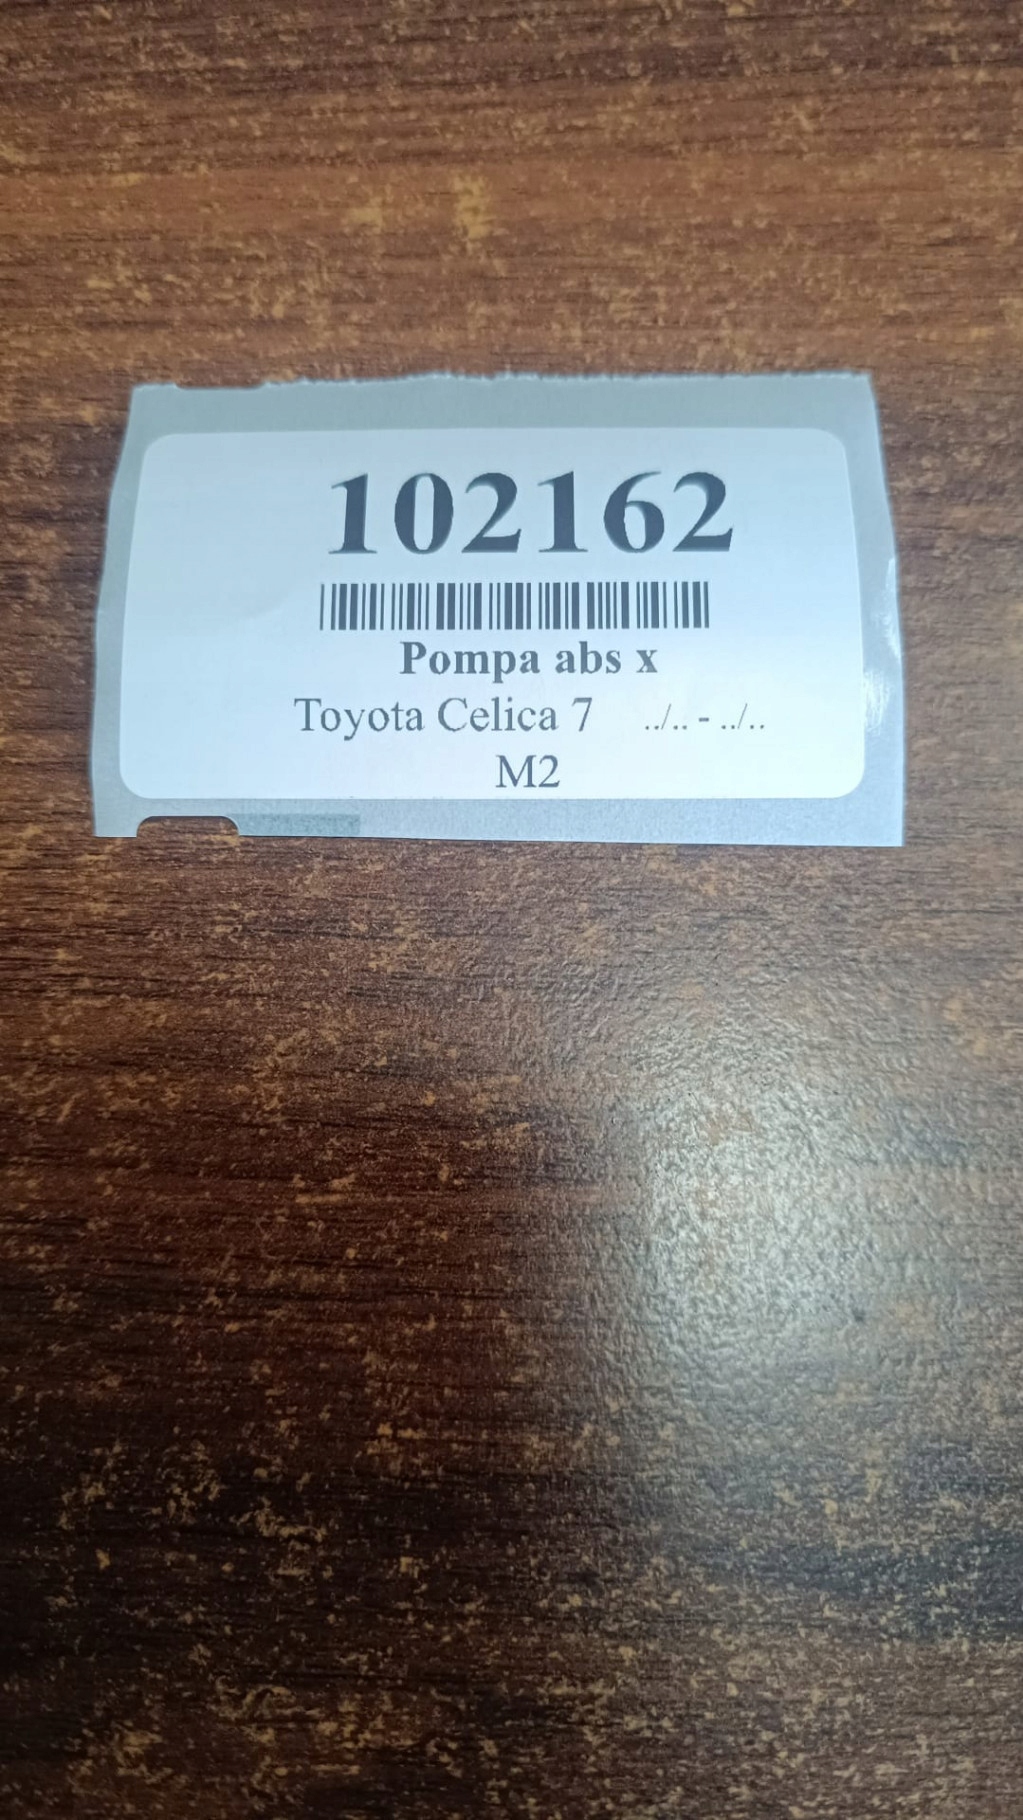 102162
Pompa abs x
Toyota Celica 7 ../.. - ../..
M2